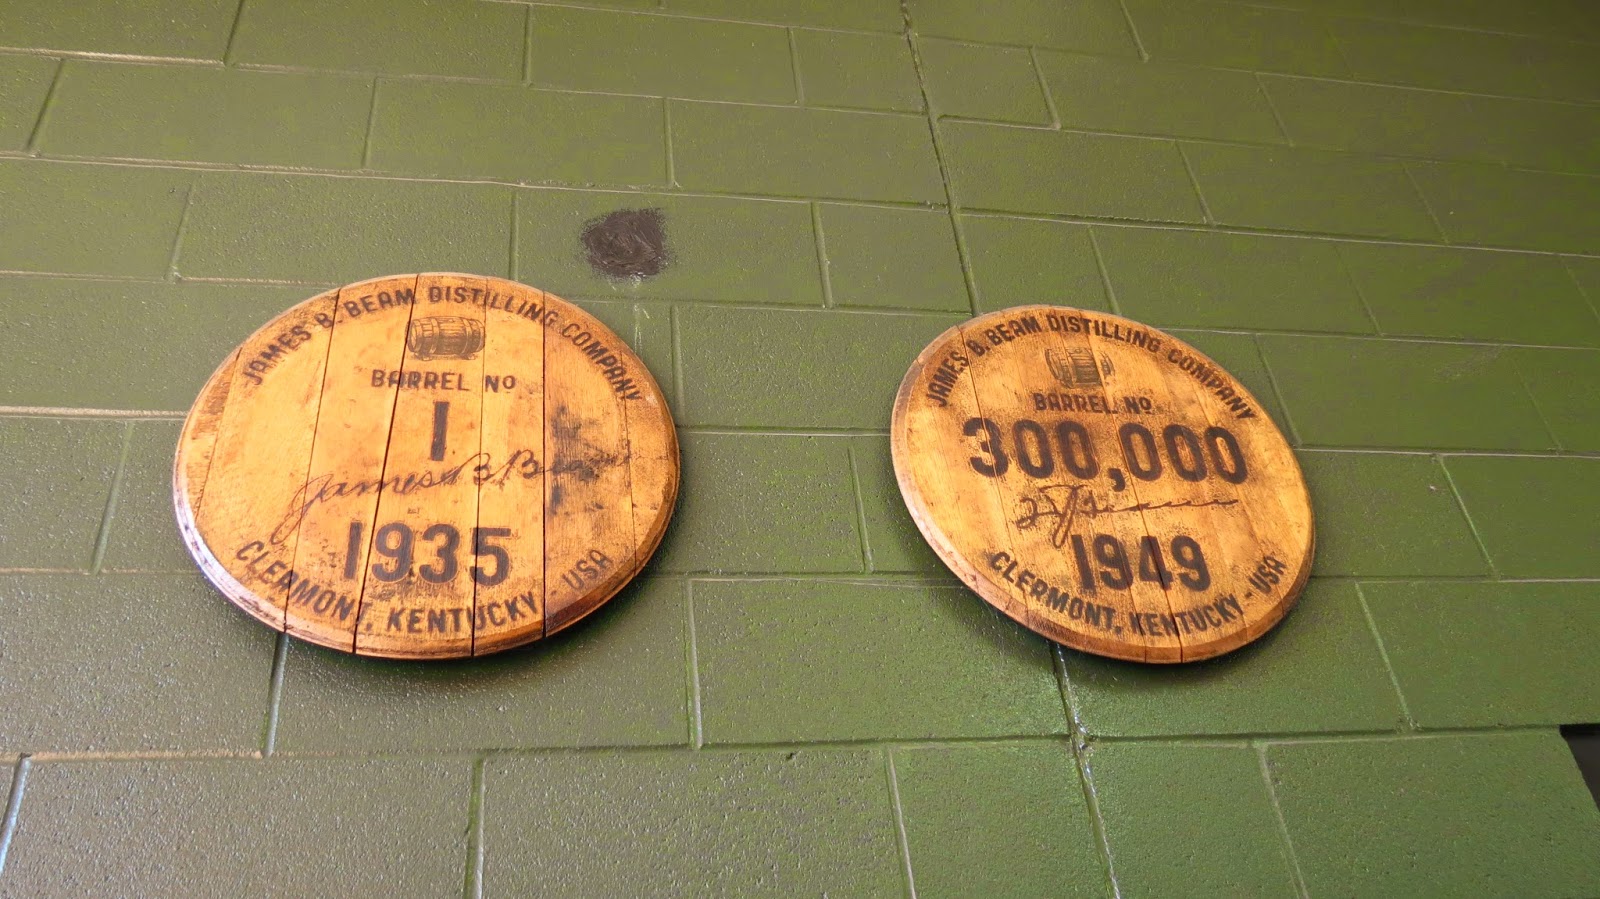 JAMES B. BEAM DISTILLING COMPANY
BARREL NO
1
James B Beam
1935
CLERMONT, KENTUCKY - USA
JAMES B. BEAM DISTILLING COMPANY
BARREL NO
300,000
1949
CLERMONT, KENTUCKY - USA